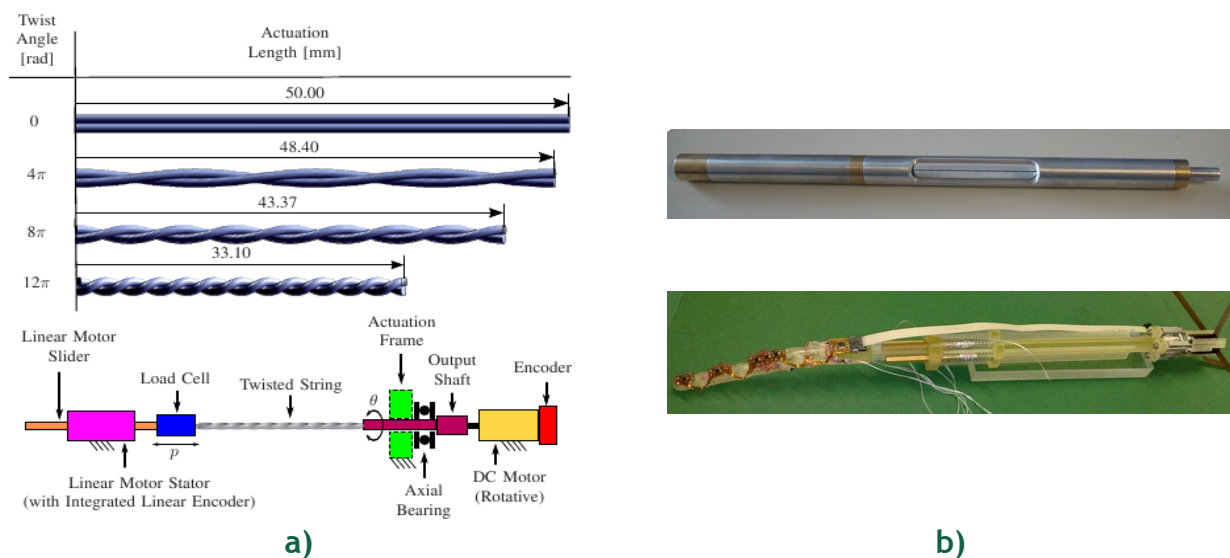 Twist
Angle
[rad]
Actuation
Length [mm]
50.00
0
48.40
4π
43.37
8π
33.10
12π
Linear Motor
Slider
Load Cell
Twisted String
Actuation
Frame
Output
Shaft
Encoder
θ
p
Linear Motor Stator
(with Integrated Linear Encoder)
Axial
Bearing
DC Motor
(Rotative)
a)
b)